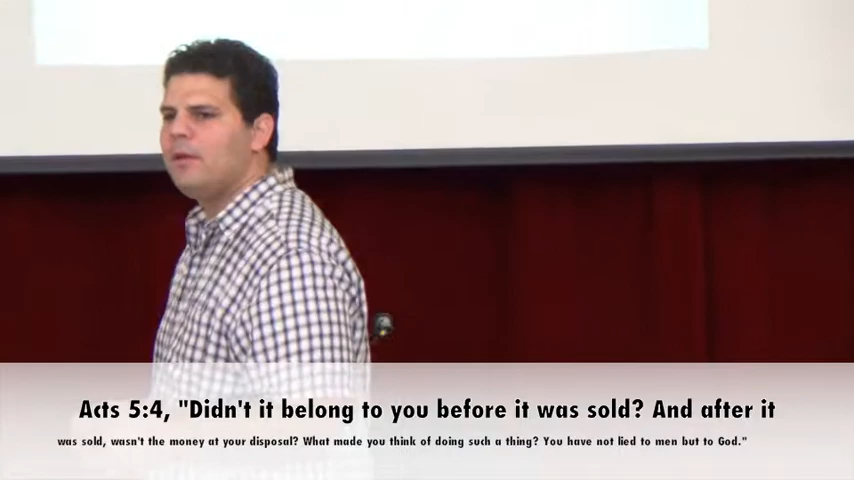 Acts 5:4, "Didn't it belong to you before it was sold? And after it
was sold, wasn't the money at your disposal? What made you think of doing such a thing? You have not lied to men but to God."